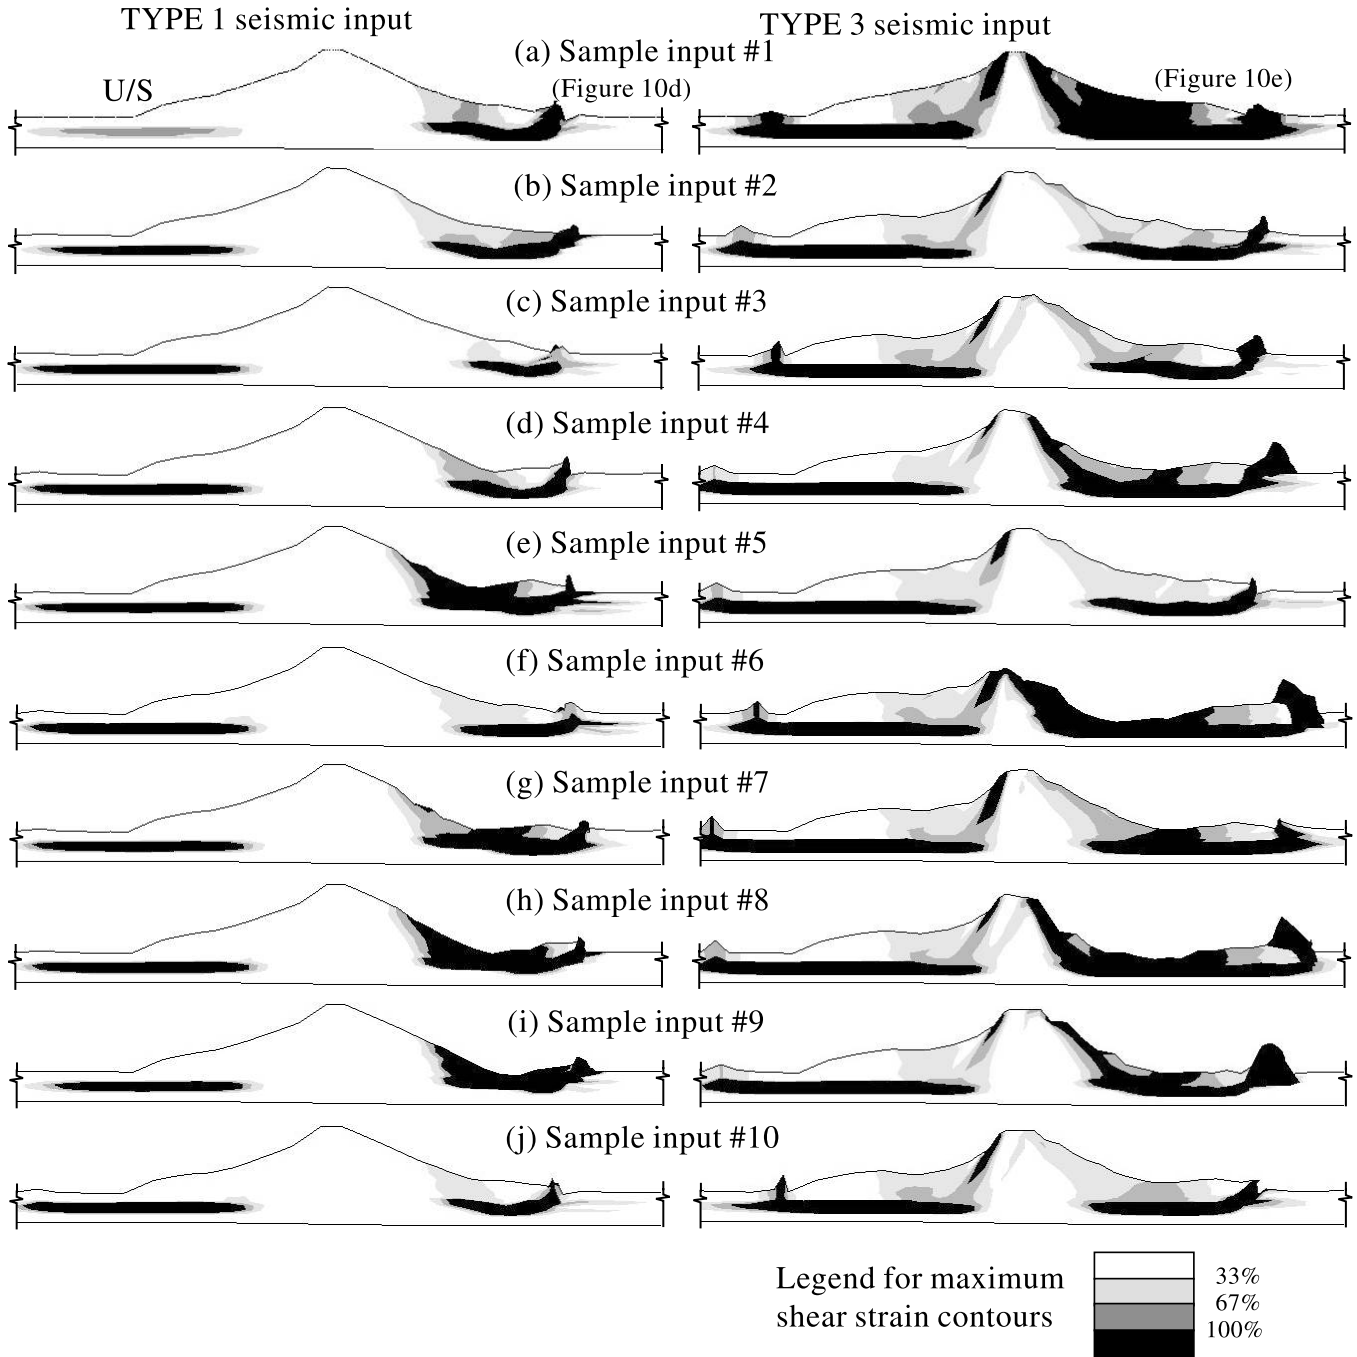 TYPE 1 seismic input
TYPE 3 seismic input
(a) Sample input #1
U/S
(Figure 10d)
(Figure 10e)
(b) Sample input #2
(c) Sample input #3
(d) Sample input #4
(e) Sample input #5
(f) Sample input #6
(g) Sample input #7
(h) Sample input #8
(i) Sample input #9
(j) Sample input #10
Legend for maximum
shear strain contours
33%
67%
100%